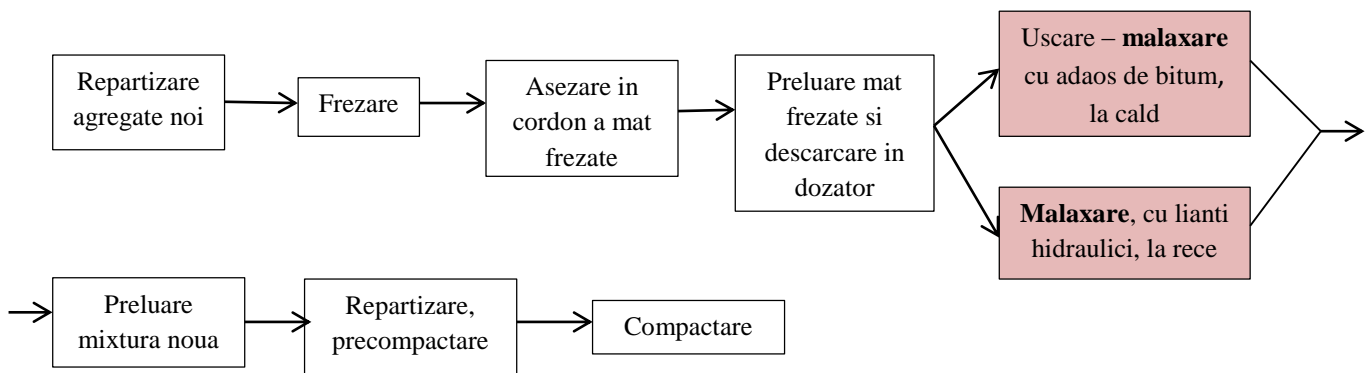 Repartizare
agregate noi
Frezare
Asezare in
cordon a mat
frezate
Preluare mat
frezate si
descarcare in
dozator
Uscare – malaxare
cu adaos de bitum,
la cald
Malaxare, cu lianti
hidraulici, la rece
Preluare
mixtura noua
Repartizare,
precompactare
Compactare